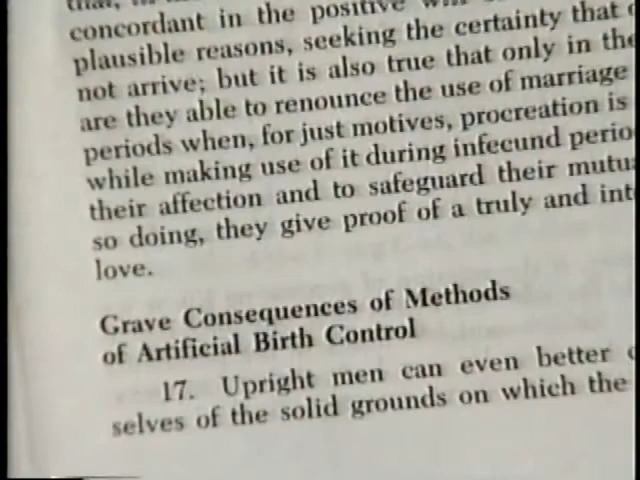 concordant in the positive
plausible reasons, seeking the certainty that
not arrive; but it is also true that only in the
are they able to renounce the use of marriage
periods when, for just motives, procreation is
while making use of it during infecund perio
their affection and to safeguard their mutu
so doing, they give proof of a truly and int
love.
Grave Consequences of Methods
of Artificial Birth Control
17. Upright men can even better
selves of the solid grounds on which the